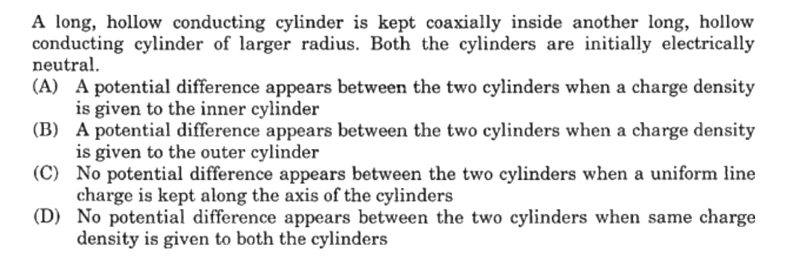 A long, hollow conducting cylinder is kept coaxially inside another long, hollow
conducting cylinder of larger radius. Both the cylinders are initially electrically
neutral.
(A) A potential difference appears between the two cylinders when a charge density
is given to the inner cylinder
(B) A potential difference appears between the two cylinders when a charge density
is given to the outer cylinder
(C) No potential difference appears between the two cylinders when a uniform line
charge is kept along the axis of the cylinders
(D) No potential difference appears between the two cylinders when same charge
density is given to both the cylinders